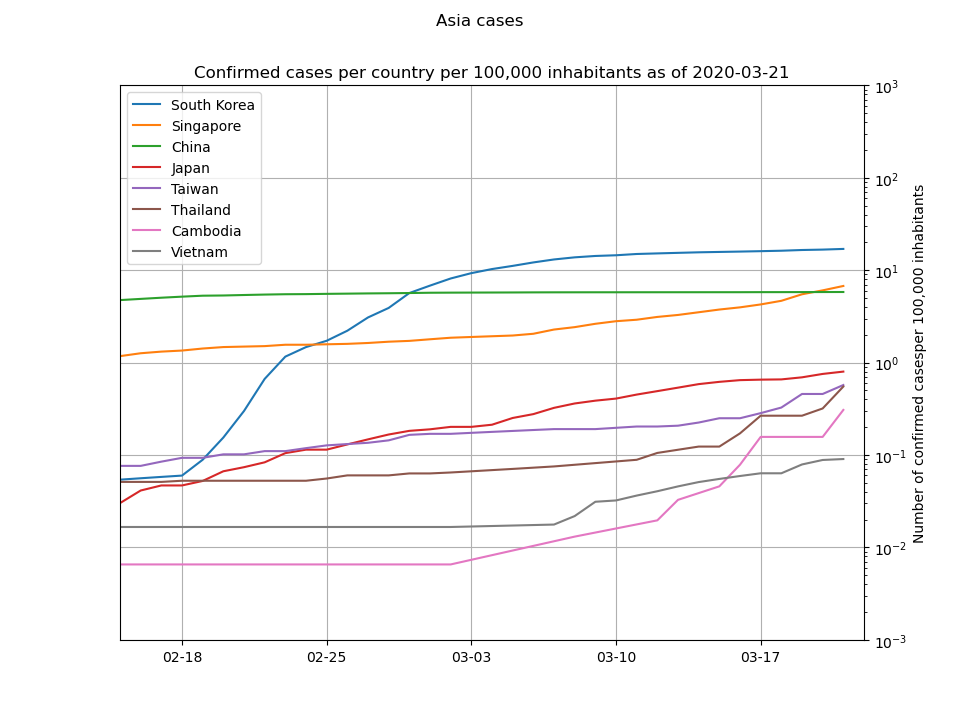 Asia cases
Confirmed cases per country per 100,000 inhabitants as of 2020-03-21
South Korea
Singapore
China
Japan
Taiwan
Thailand
Cambodia
Vietnam
10³
10²
10¹
10⁰
10⁻¹
10⁻²
10⁻³
Number of confirmed casesper 100,000 inhabitants
02-18 02-25 03-03 03-10 03-17